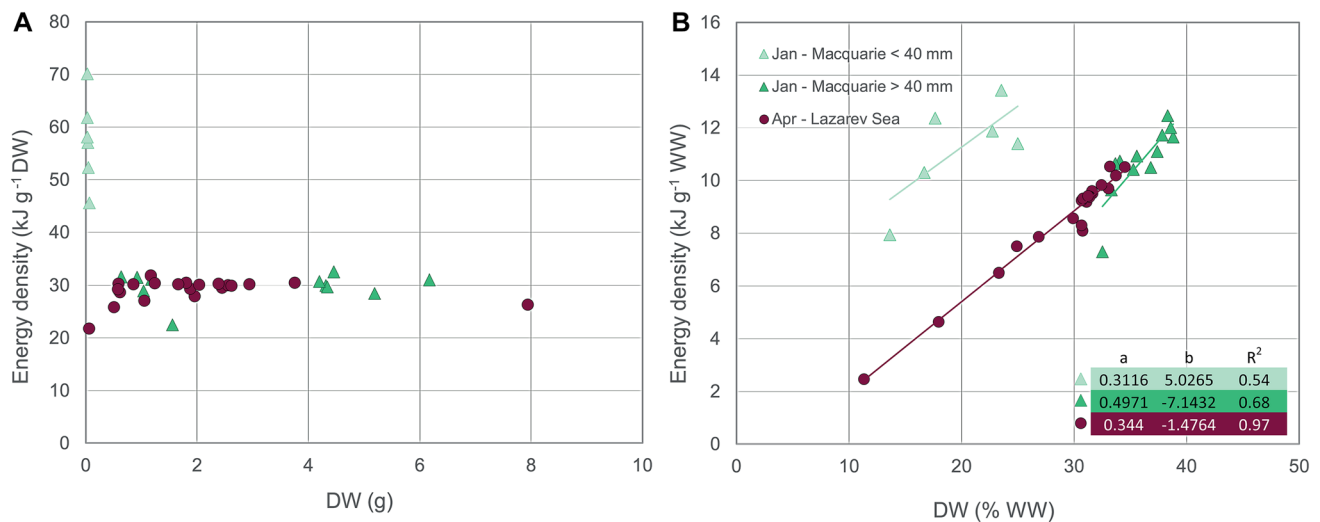 A
80
70
60
50
40
30
20
10
0
0 2 4 6 8 10
Energy density (kJ g⁻¹ DW)
DW (g)
B
16
14
12
10
8
6
4
2
0
0 10 20 30 40 50
Energy density (kJ g⁻¹ WW)
DW (% WW)
Jan - Macquarie < 40 mm
Jan - Macquarie > 40 mm
Apr - Lazarev Sea
a b R²
0.3116 5.0265 0.54
0.4971 -7.1432 0.68
0.344 -1.4764 0.97